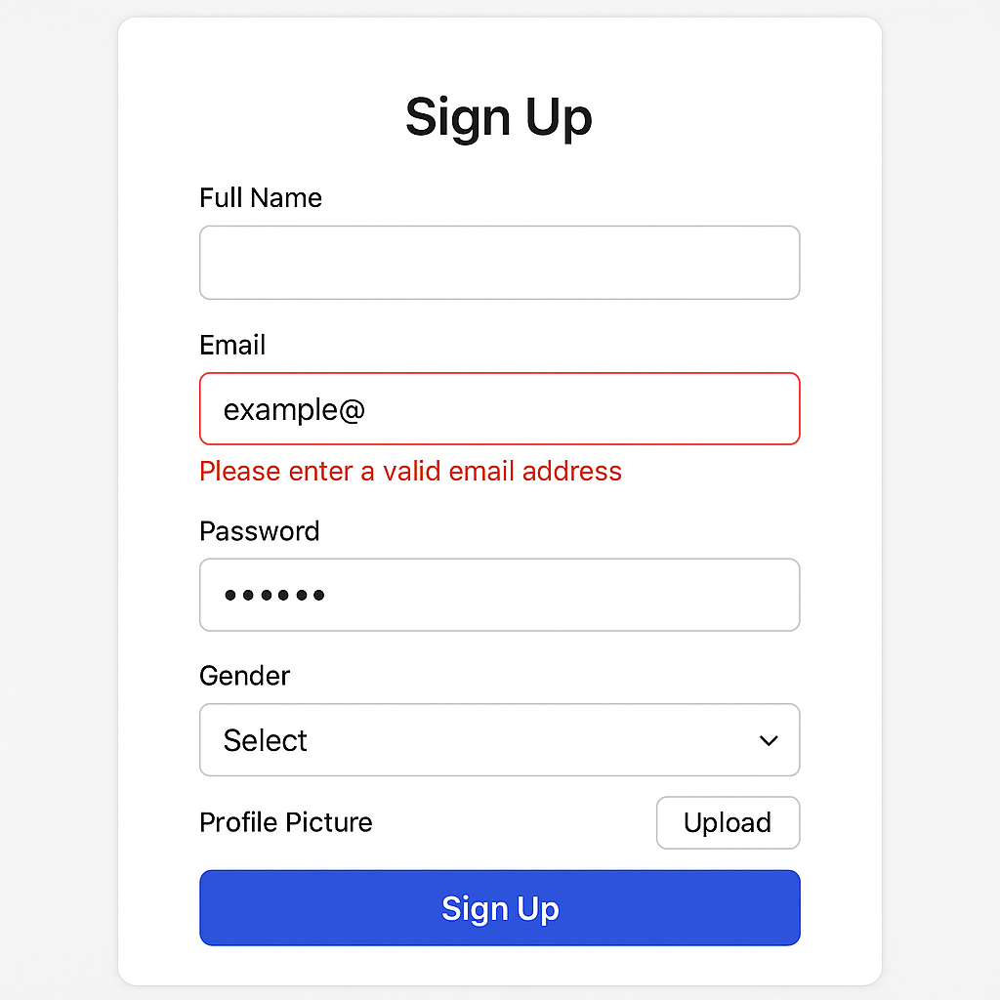 Sign Up
Full Name
Email
example@
Please enter a valid email address
Password
••••••
Gender
Select
Profile Picture
Upload
Sign Up